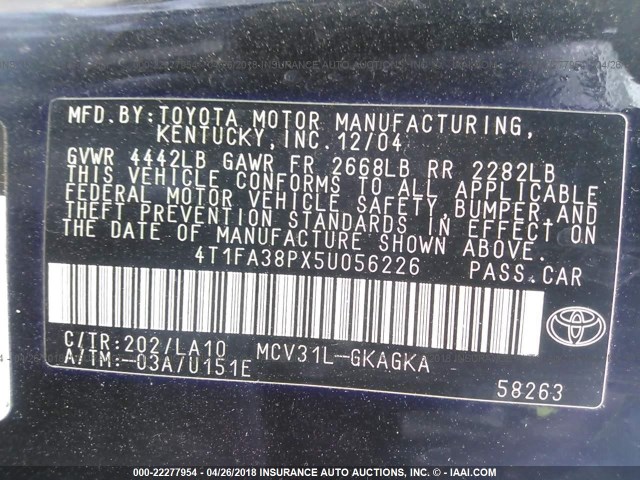 MFD.BY:TOYOTA MOTOR MANUFACTURING,
KENTUCKY,INC. 12/04
GVWR 4442LB GAWR FR 2668LB RR 2282LB
THIS VEHICLE CONFORMS TO ALL APPLICABLE
FEDERAL MOTOR VEHICLE SAFETY,BUMPER,AND
THEFT PREVENTION STANDARDS IN EFFECT ON
THE DATE OF MANUFACTURE SHOWN ABOVE.
4T1FA38PX5U056226 PASS.CAR
C/TR:202/LA10 MCV31L-GKAGKA
A/TM:-03A/U151E
58263
000-22277954 - 04/26/2018 - INSURANCE AUTO AUCTIONS, INC. - IAAI.COM